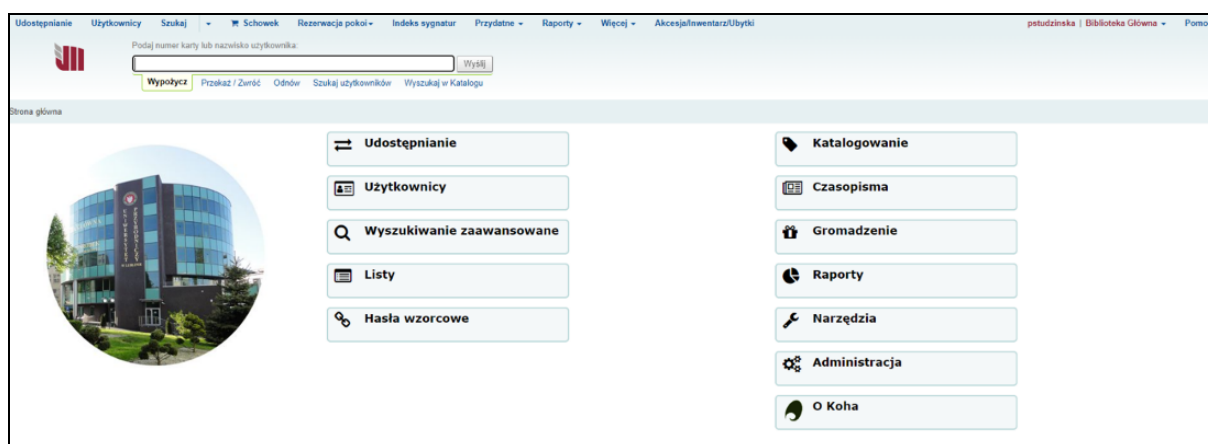 Udostępnianie Użytkownicy Szukaj Schowek Rezerwacja pokoi Indeks sygnatur Przydatne Raporty Więcej Akcesja/Inwentarz/Ubytki pstudzinska | Biblioteka Główna Pomo
Podaj numer karty lub nazwisko użytkownika:
Wyślij
Wypożycz Przekaż / Zwróć Odnów Szukaj użytkowników Wyszukaj w Katalogu
Strona główna
Udostępnianie
Użytkownicy
Wyszukiwanie zaawansowane
Listy
Hasła wzorcowe
Katalogowanie
Czasopisma
Gromadzenie
Raporty
Narzędzia
Administracja
O Koha
UNIWERSYTET
PRZYRODNICZY